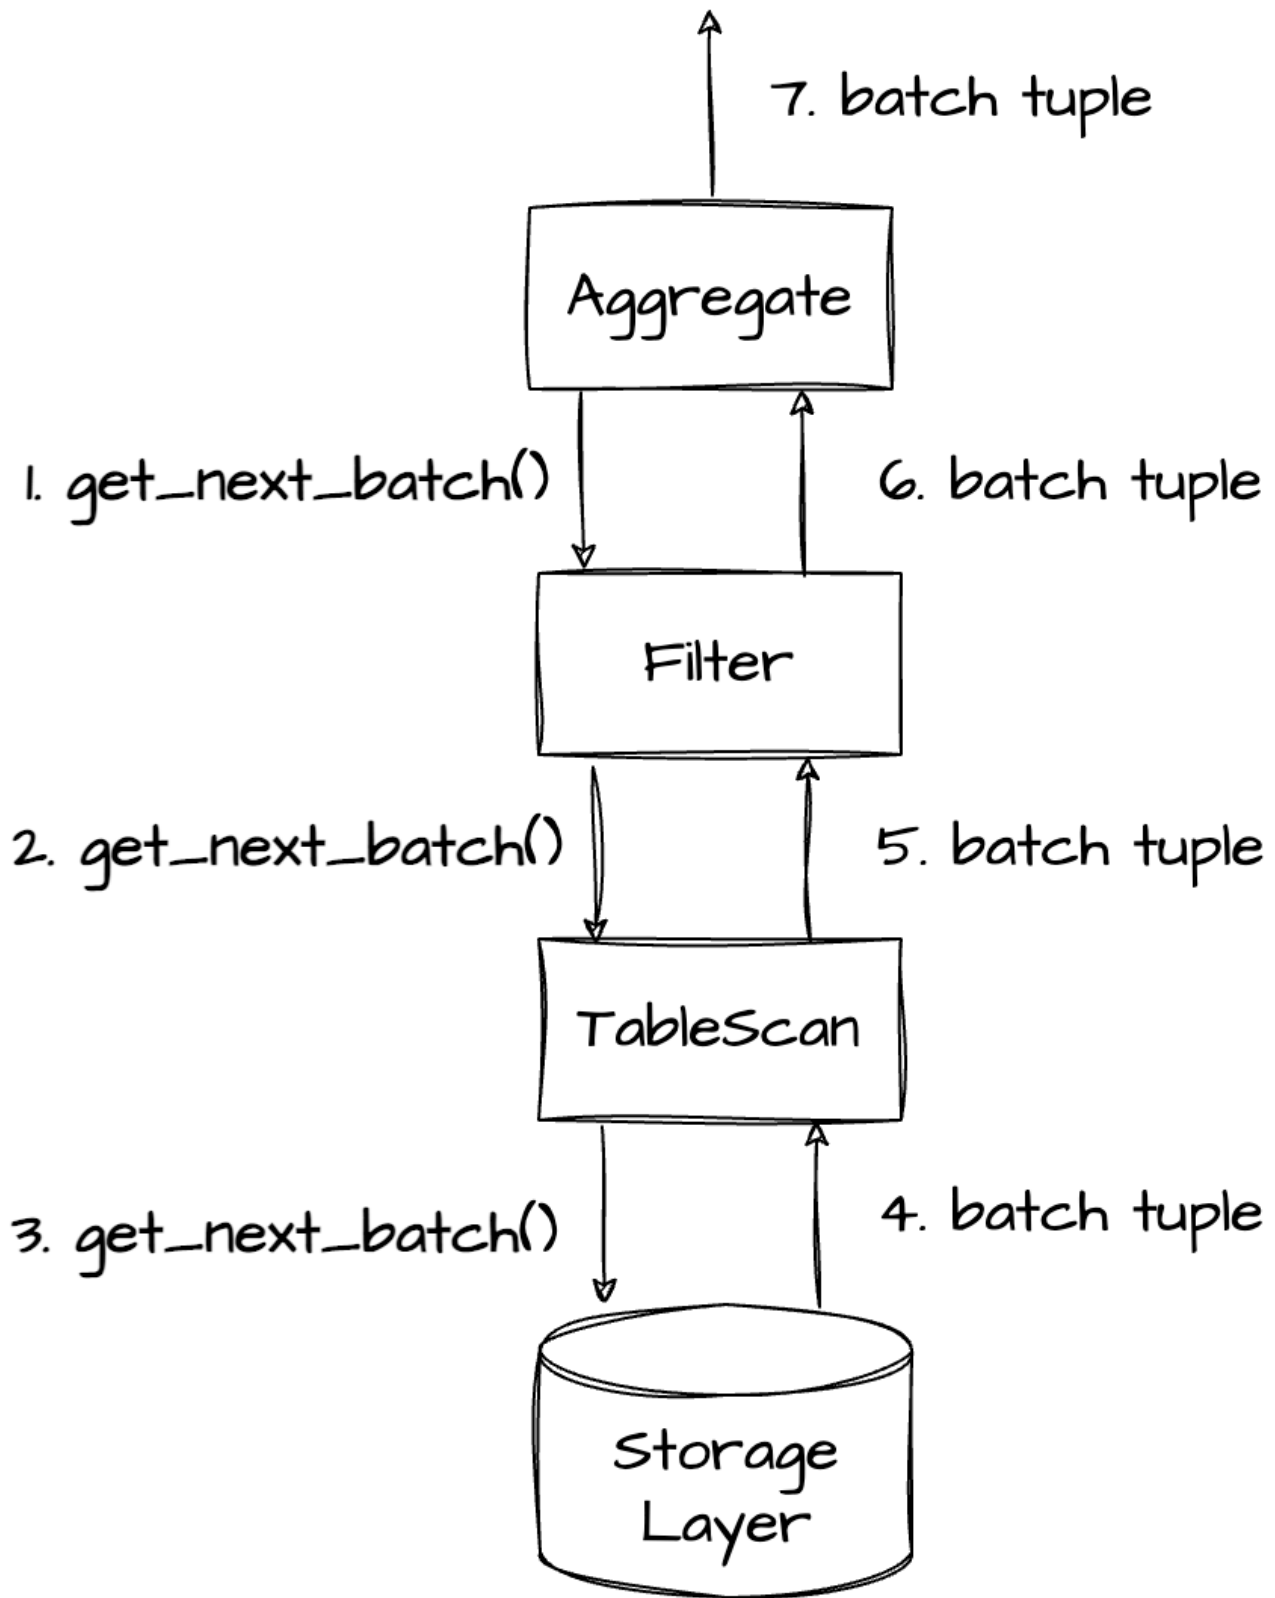 7. batch tuple
Aggregate
1. get_next_batch()
6. batch tuple
Filter
2. get_next_batch()
5. batch tuple
TableScan
3. get_next_batch()
4. batch tuple
Storage
Layer